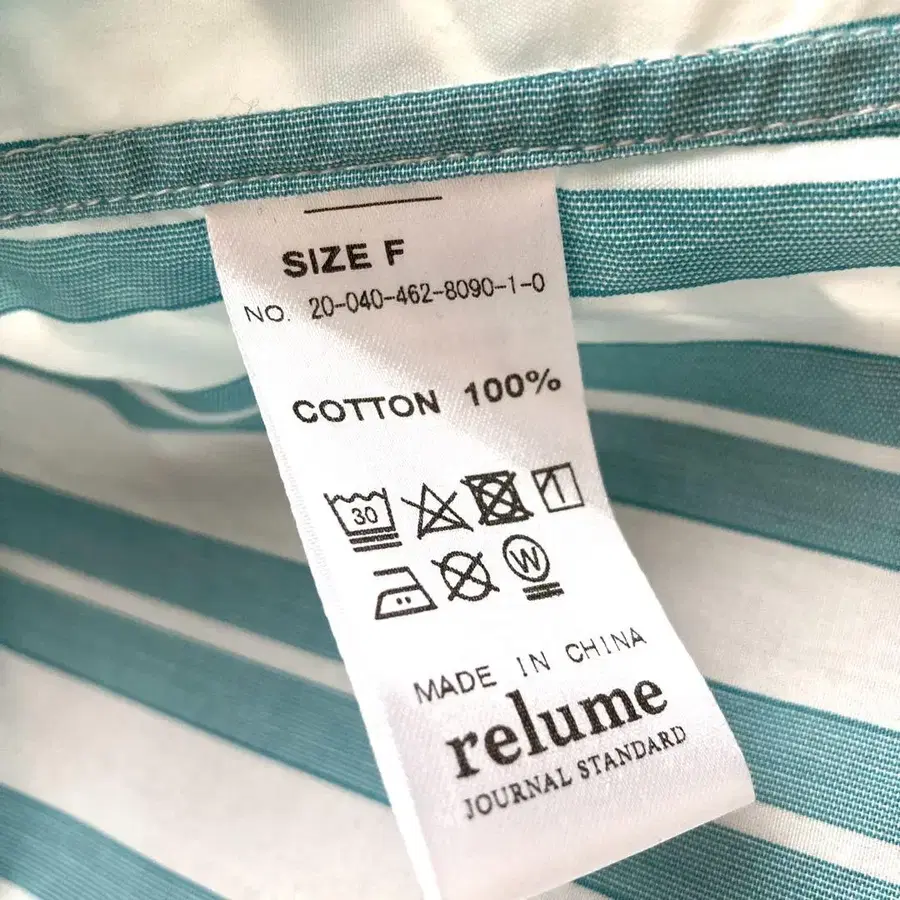 SIZE F
NO. 20-040-462-8090-1-0
COTTON 100%
30
W
MADE IN CHINA
relume
JOURNAL STANDARD